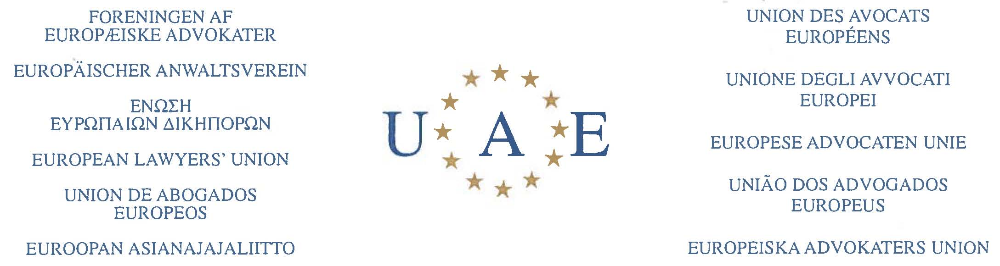 FORENINGEN AF
EUROPÆISKE ADVOKATER
EUROPÄISCHER ANWALTSVEREIN
ΕΝΩΣΗ
ΕΥΡΩΠΑΙΩΝ ΔΙΚΗΠΟΡΩΝ
EUROPEAN LAWYERS’ UNION
UNION DE ABOGADOS
EUROPEOS
EUROOPAN ASIANAJAJALIITTO
U A E
UNION DES AVOCATS
EUROPÉENS
UNIONE DEGLI AVVOCATI
EUROPEI
EUROPESE ADVOCATEN UNIE
UNIÃO DOS ADVOGADOS
EUROPEUS
EUROPEISKA ADVOKATERS UNION